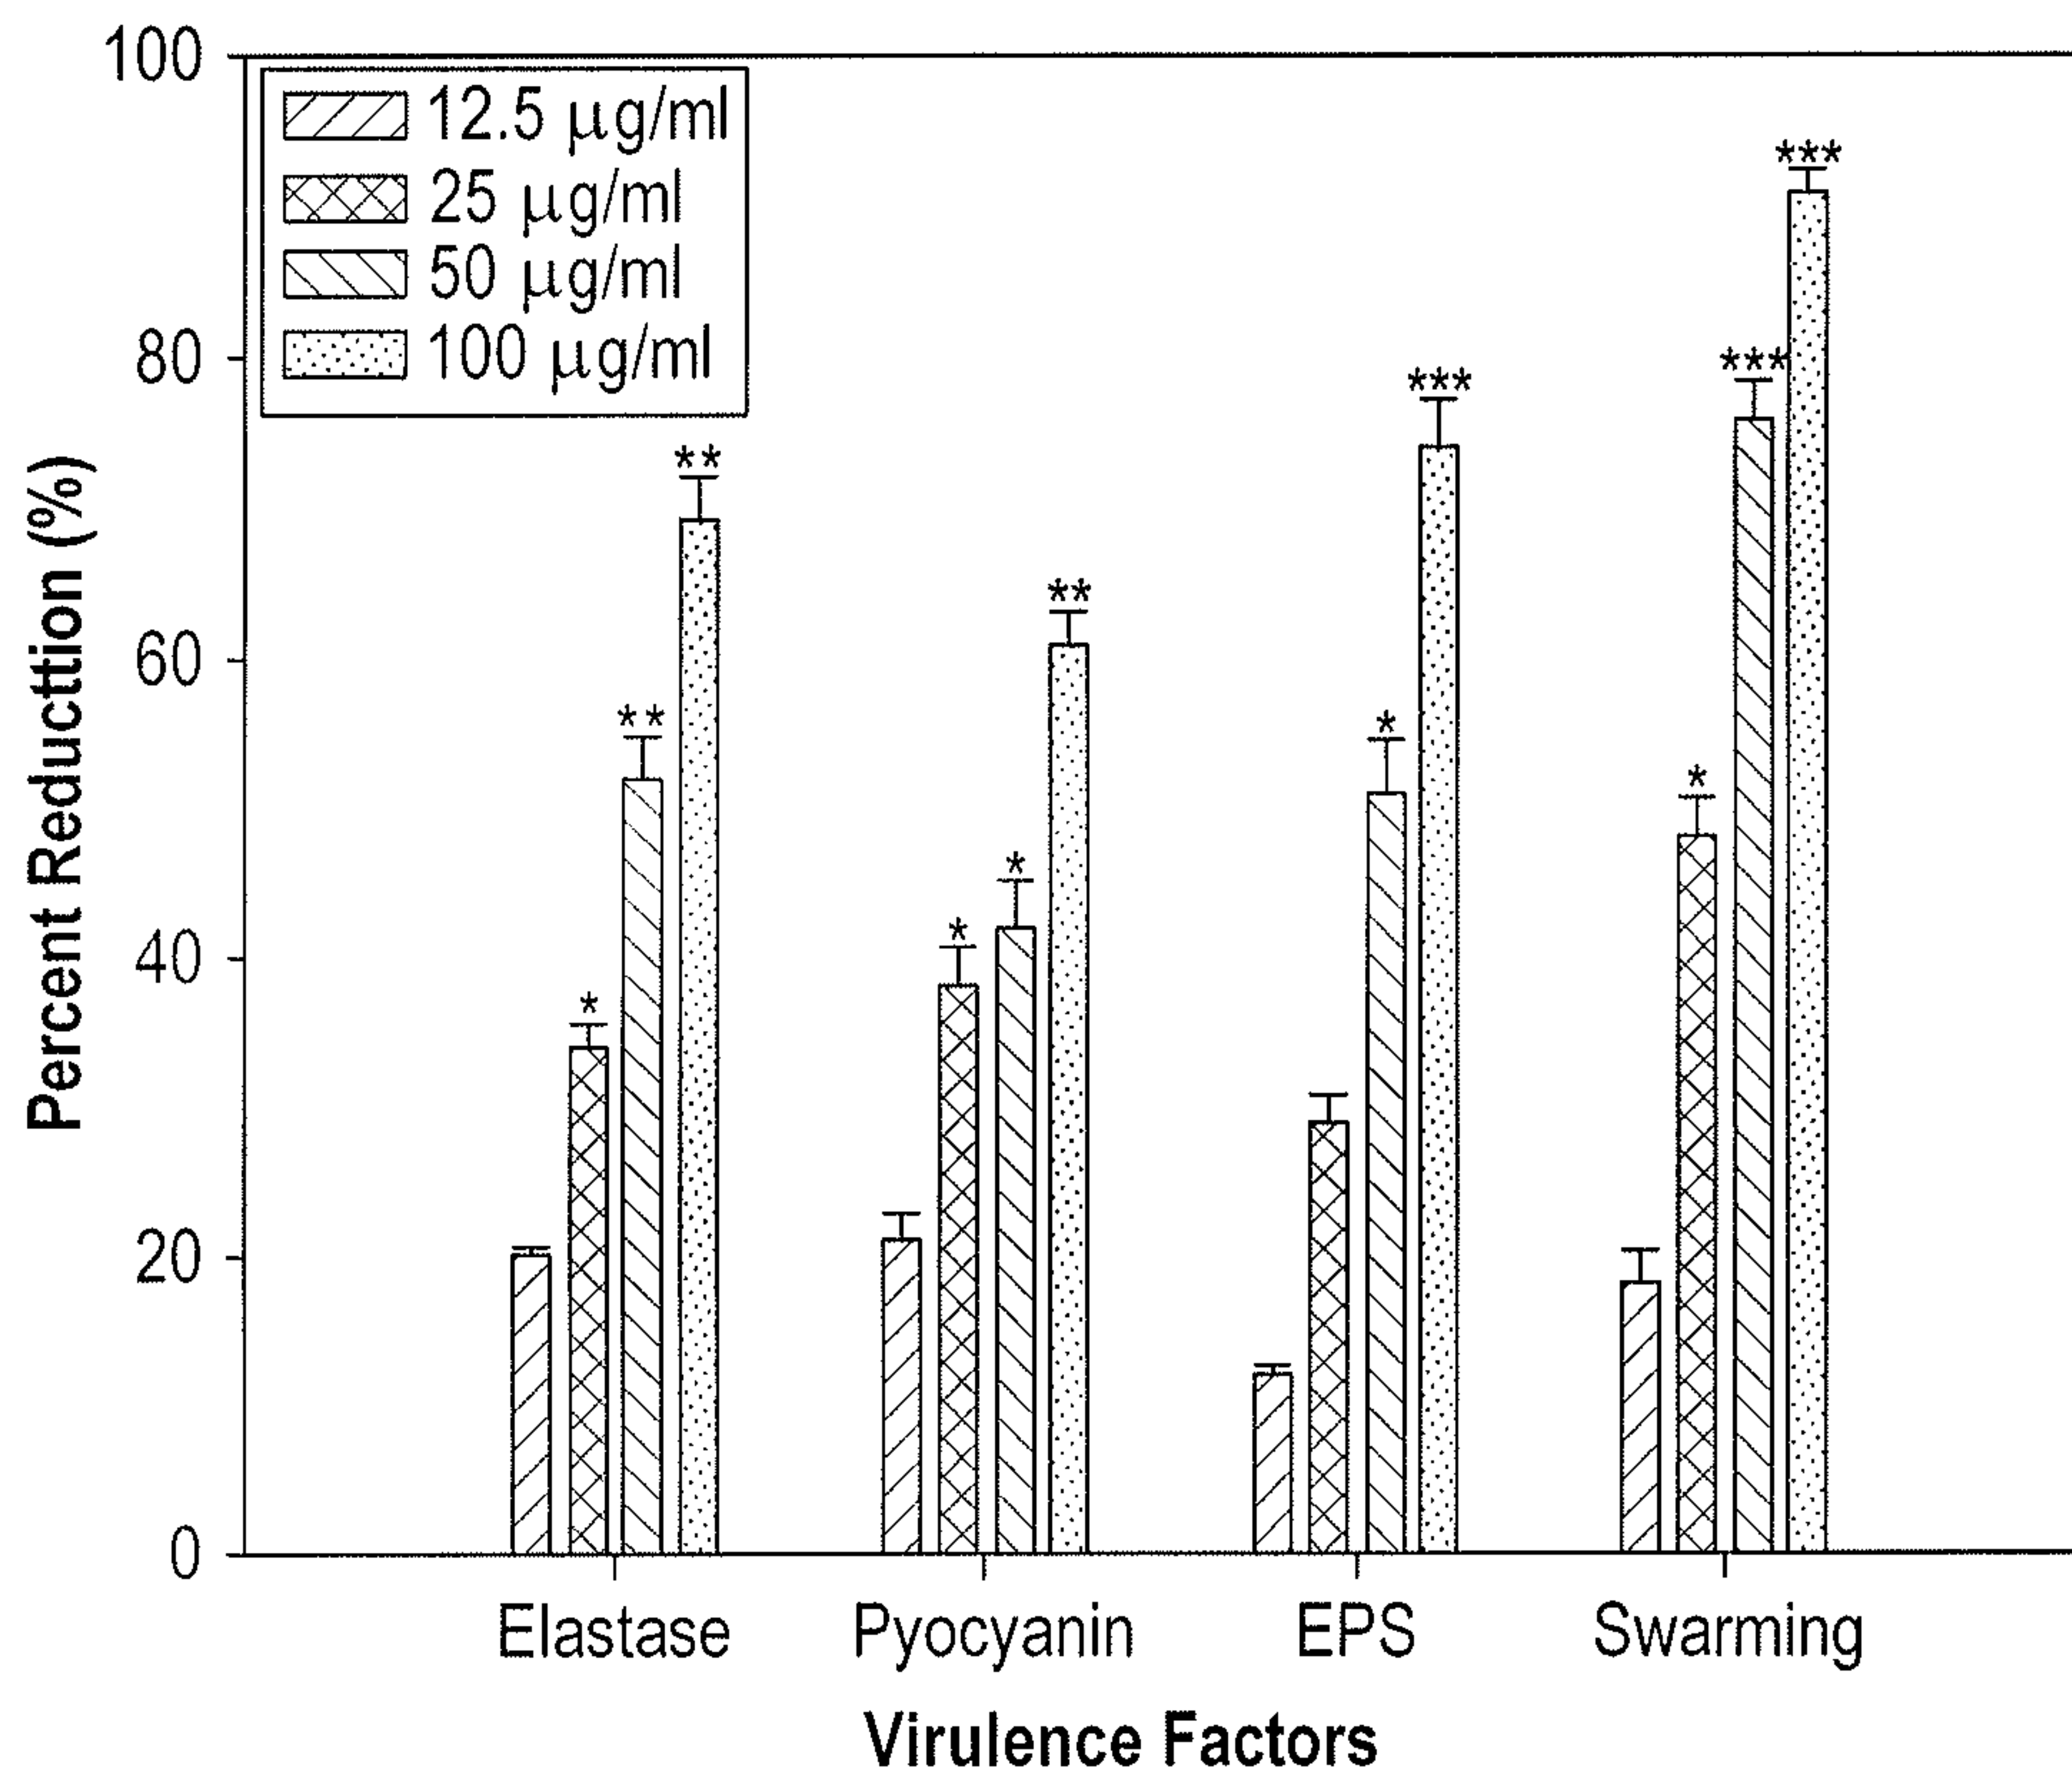 100
80
60
40
20
0
Percent Reduction (%)
12.5 μg/ml
25 μg/ml
50 μg/ml
100 μg/ml
*
**
**
*
*
**
*
***
*
***
***
Elastase
Pyocyanin
EPS
Swarming
Virulence Factors